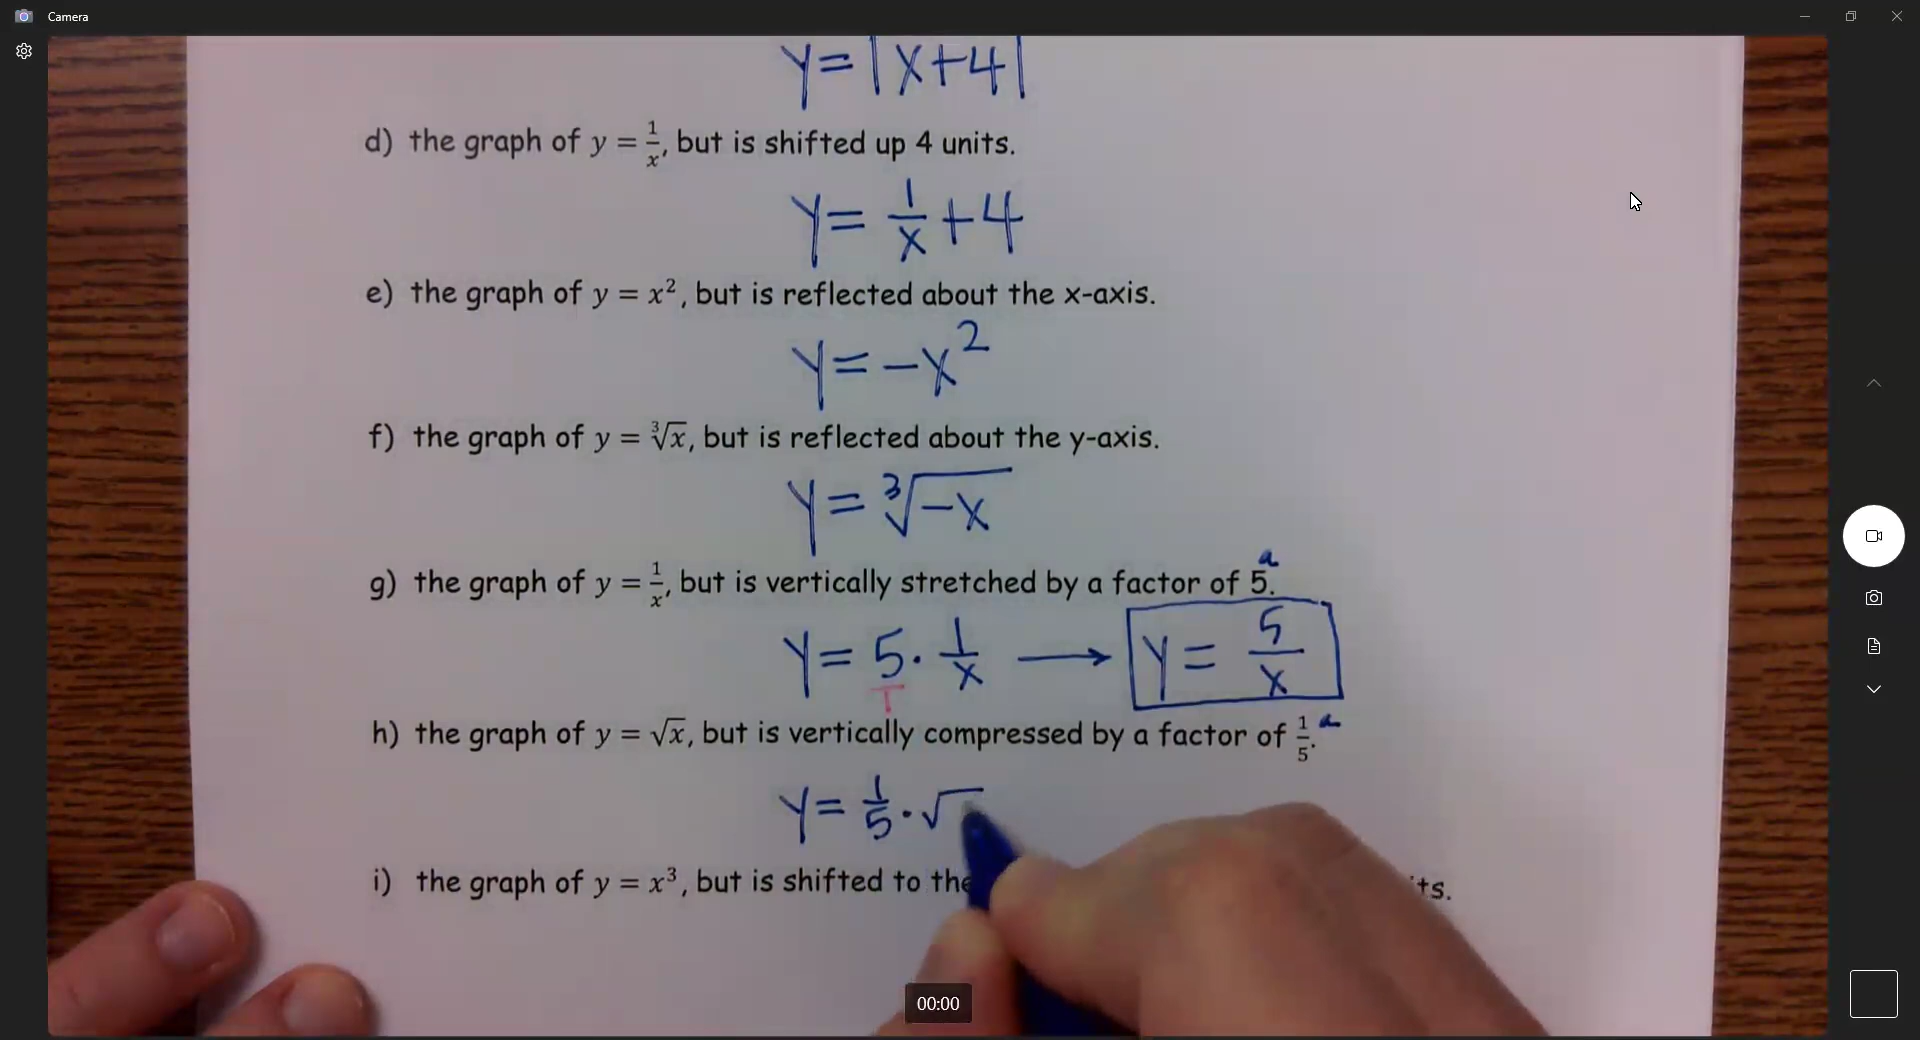 Camera
y = |x+4|
d) the graph of y = 1/x, but is shifted up 4 units.
y = 1/x + 4
e) the graph of y = x², but is reflected about the x-axis.
y = -x²
f) the graph of y = ∛x, but is reflected about the y-axis.
y = ∛-x
a
g) the graph of y = 1/x, but is vertically stretched by a factor of 5.
y = 5 · 1/x → y = 5/x
h) the graph of y = √x, but is vertically compressed by a factor of 1/5. a
y = 1/5 · √
i) the graph of y = x³, but is shifted to the
00:00